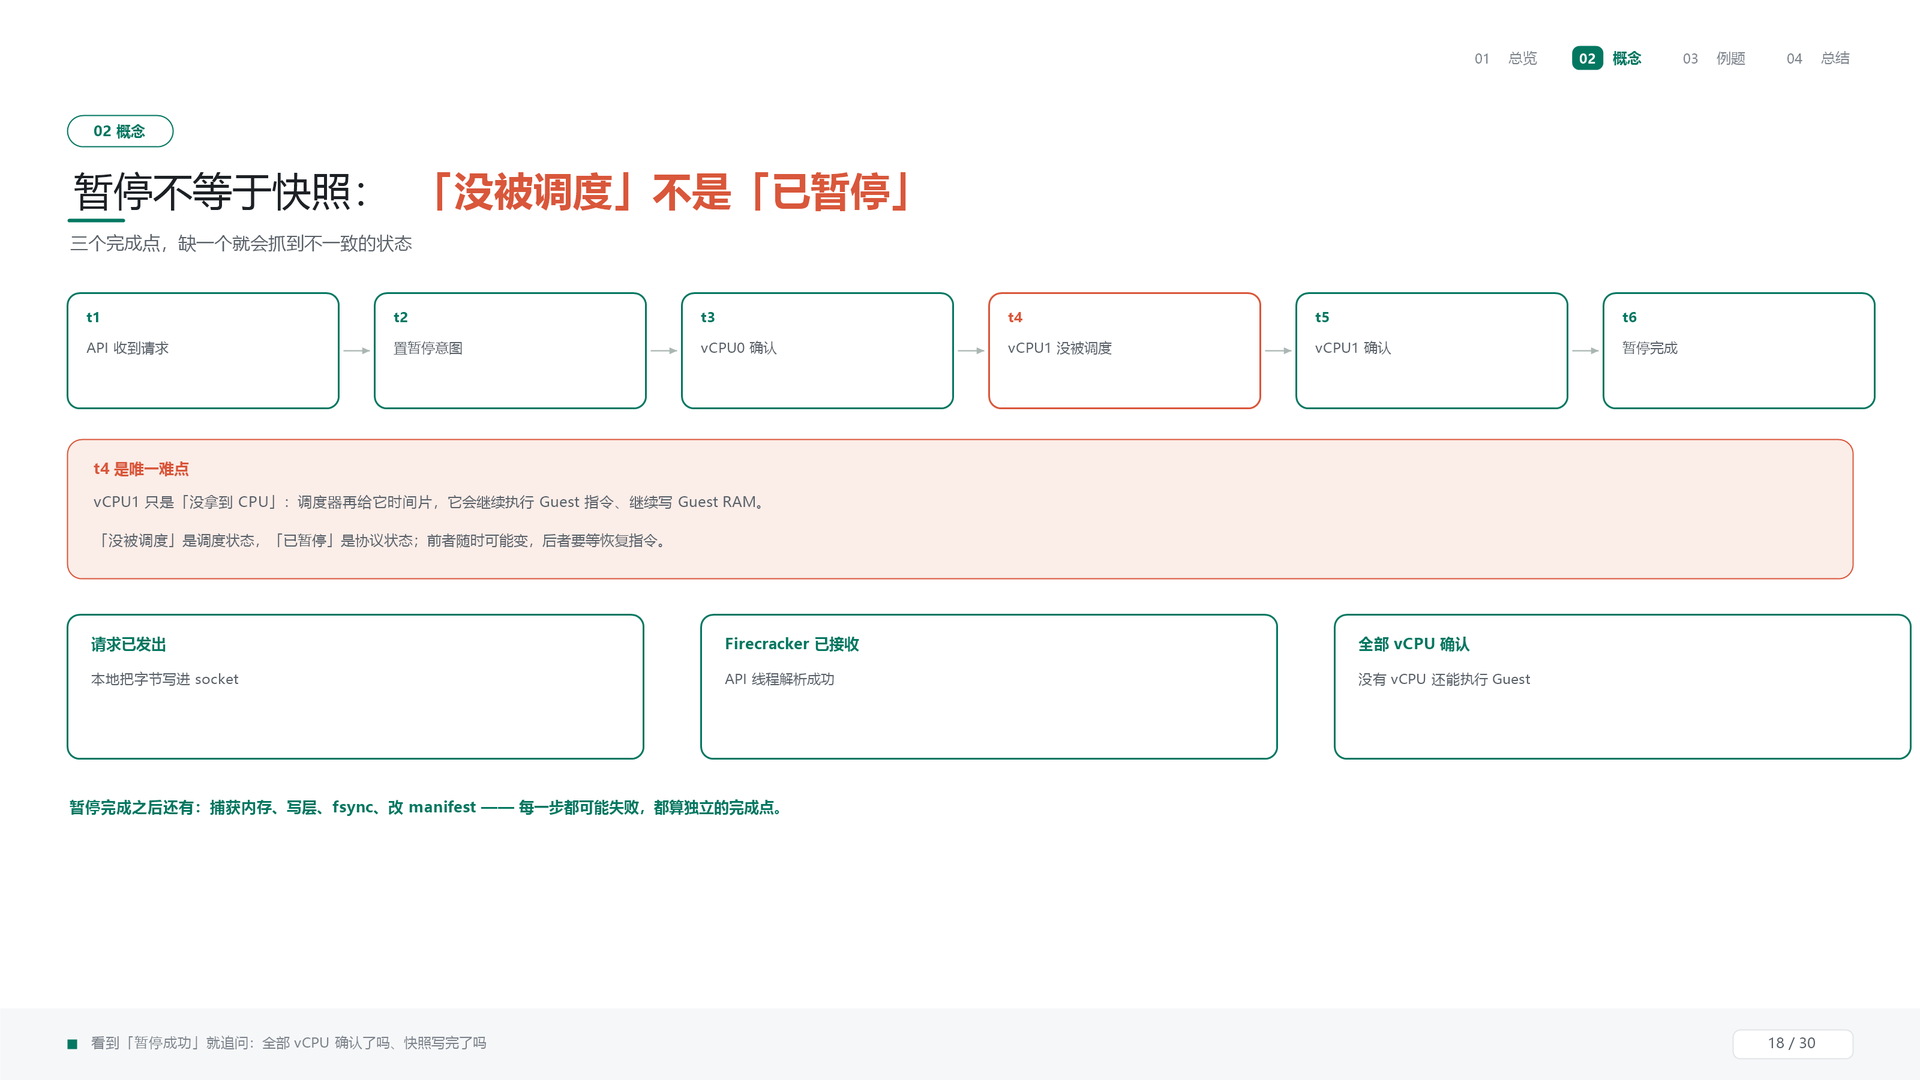 01 总览 02 概念 03 例题 04 总结
02 概念
暂停不等于快照： 「没被调度」不是「已暂停」
三个完成点，缺一个就会抓到不一致的状态
t1
API 收到请求
t2
置暂停意图
t3
vCPU0 确认
t4
vCPU1 没被调度
t5
vCPU1 确认
t6
暂停完成
t4 是唯一难点
vCPU1 只是「没拿到 CPU」：调度器再给它时间片，它会继续执行 Guest 指令、继续写 Guest RAM。
「没被调度」是调度状态，「已暂停」是协议状态；前者随时可能变，后者要等恢复指令。
请求已发出
本地把字节写进 socket
Firecracker 已接收
API 线程解析成功
全部 vCPU 确认
没有 vCPU 还能执行 Guest
暂停完成之后还有：捕获内存、写层、fsync、改 manifest —— 每一步都可能失败，都算独立的完成点。
看到「暂停成功」就追问：全部 vCPU 确认了吗、快照写完了吗
18 / 30